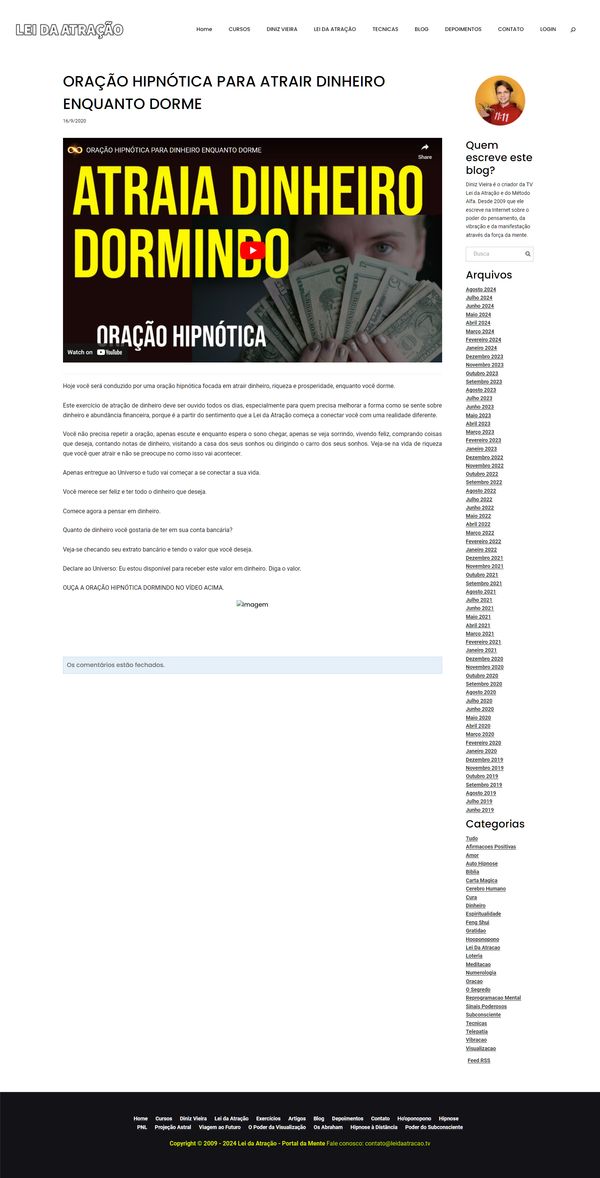 LEI DA ATRAÇÃO
Home CURSOS DINIZ VIEIRA LEI DA ATRAÇÃO TECNICAS BLOG DEPOIMENTOS CONTATO LOGIN
ORAÇÃO HIPNÓTICA PARA ATRAIR DINHEIRO
ENQUANTO DORME
16/9/2020
ORAÇÃO HIPNÓTICA PARA DINHEIRO ENQUANTO DORME
Share
ATRAIA DINHEIRO
DORMINDO
ORAÇÃO HIPNÓTICA
Watch on YouTube
Hoje você será conduzido por uma oração hipnótica focada em atrair dinheiro, riqueza e prosperidade, enquanto você dorme.
Este exercício de atração de dinheiro deve ser ouvido todos os dias, especialmente para quem precisa melhorar a forma como se sente sobre
dinheiro e abundância financeira, porque é a partir do sentimento que a Lei da Atração começa a conectar você com uma realidade diferente.
Você não precisa repetir a oração, apenas escute e enquanto espera o sono chegar, apenas se veja sorrindo, vivendo feliz, comprando coisas
que deseja, contando notas de dinheiro, visitando a casa dos seus sonhos ou dirigindo o carro dos seus sonhos. Veja-se na vida de riqueza
que você quer atrair e não se preocupe no como isso vai acontecer.
Apenas entregue ao Universo e tudo vai começar a se conectar a sua vida.
Você merece ser feliz e ter todo o dinheiro que deseja.
Comece agora a pensar em dinheiro.
Quanto de dinheiro você gostaria de ter em sua conta bancária?
Veja-se checando seu extrato bancário e tendo o valor que você deseja.
Declare ao Universo: Eu estou disponível para receber este valor em dinheiro. Diga o valor.
OUÇA A ORAÇÃO HIPNÓTICA DORMINDO NO VÍDEO ACIMA.
Imagem
Os comentários estão fechados.
11:11
Quem
escreve este
blog?
Diniz Vieira é o criador da TV
Lei da Atração e do Método
Alfa. Desde 2009 que ele
escreve na Internet sobre o
poder do pensamento, da
vibração e da manifestação
através da força da mente.
Busca
Arquivos
Agosto 2024
Julho 2024
Junho 2024
Maio 2024
Abril 2024
Março 2024
Fevereiro 2024
Janeiro 2024
Dezembro 2023
Novembro 2023
Outubro 2023
Setembro 2023
Agosto 2023
Julho 2023
Junho 2023
Maio 2023
Abril 2023
Março 2023
Fevereiro 2023
Janeiro 2023
Dezembro 2022
Novembro 2022
Outubro 2022
Setembro 2022
Agosto 2022
Julho 2022
Junho 2022
Maio 2022
Abril 2022
Março 2022
Fevereiro 2022
Janeiro 2022
Dezembro 2021
Novembro 2021
Outubro 2021
Setembro 2021
Agosto 2021
Julho 2021
Junho 2021
Maio 2021
Abril 2021
Março 2021
Fevereiro 2021
Janeiro 2021
Dezembro 2020
Novembro 2020
Outubro 2020
Setembro 2020
Agosto 2020
Julho 2020
Junho 2020
Maio 2020
Abril 2020
Março 2020
Fevereiro 2020
Janeiro 2020
Dezembro 2019
Novembro 2019
Outubro 2019
Setembro 2019
Agosto 2019
Julho 2019
Junho 2019
Categorias
Tudo
Afirmacoes Positivas
Amor
Auto Hipnose
Biblia
Carta Magica
Cerebro Humano
Cura
Dinheiro
Espiritualidade
Feng Shui
Gratidao
Hooponopono
Lei Da Atracao
Loteria
Meditacao
Numerologia
Oracao
O Segredo
Reprogramacao Mental
Sinais Poderosos
Subconsciente
Tecnicas
Telepatia
Vibracao
Visualizacao
Feed RSS
Home Cursos Diniz Vieira Lei da Atração Exercícios Artigos Blog Depoimentos Contato Ho'oponopono Hipnose
PNL Projeção Astral Viagem ao Futuro O Poder da Visualização Os Abraham Hipnose à Distância Poder do Subconsciente
Copyright © 2009 - 2024 Lei da Atração - Portal da Mente Fale conosco: contato@leidaatracao.tv